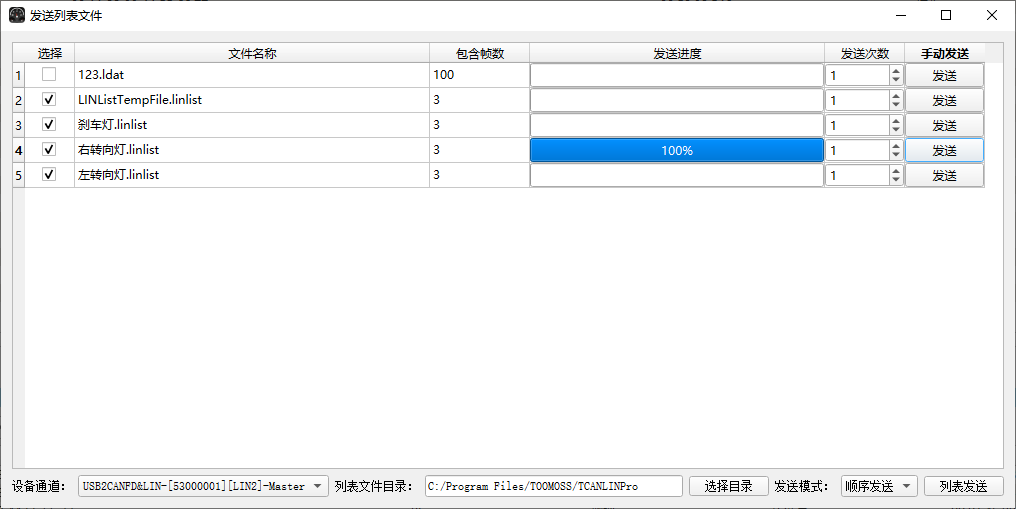 发送列表文件
选择 文件名称 包含帧数 发送进度 发送次数 手动发送
1 123.ldat 100 1 发送
2 LINListTempFile.linlist 3 1 发送
3 刹车灯.linlist 3 1 发送
4 右转向灯.linlist 3 100% 1 发送
5 左转向灯.linlist 3 1 发送
设备通道: USB2CANFD&LIN-[53000001][LIN2]-Master 列表文件目录: C:/Program Files/TOOMOSS/TCANLINPro 选择目录 发送模式: 顺序发送 列表发送